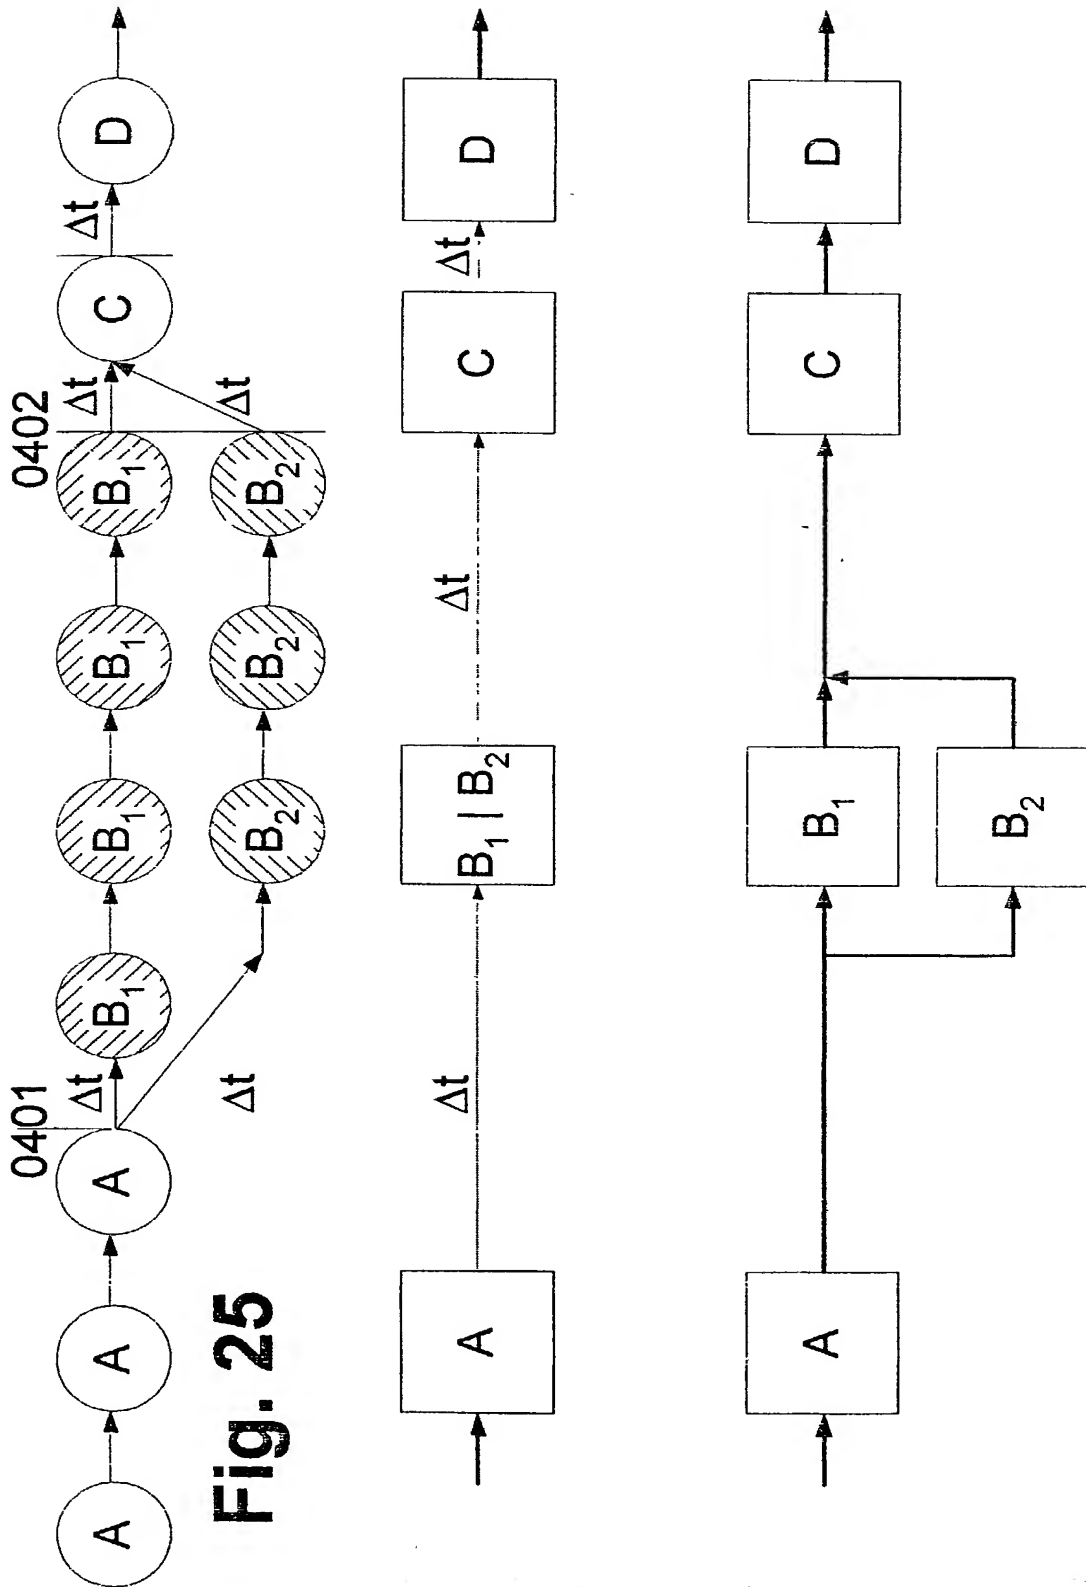 0401 0402
Δt Δt Δt
A A A B₁ B₁ B₁ B₁ C D
Δt Δt
B₂ B₂ B₂
Fig. 25
Δt Δt Δt
A B₁ | B₂ C D
A B₁ C D
B₂